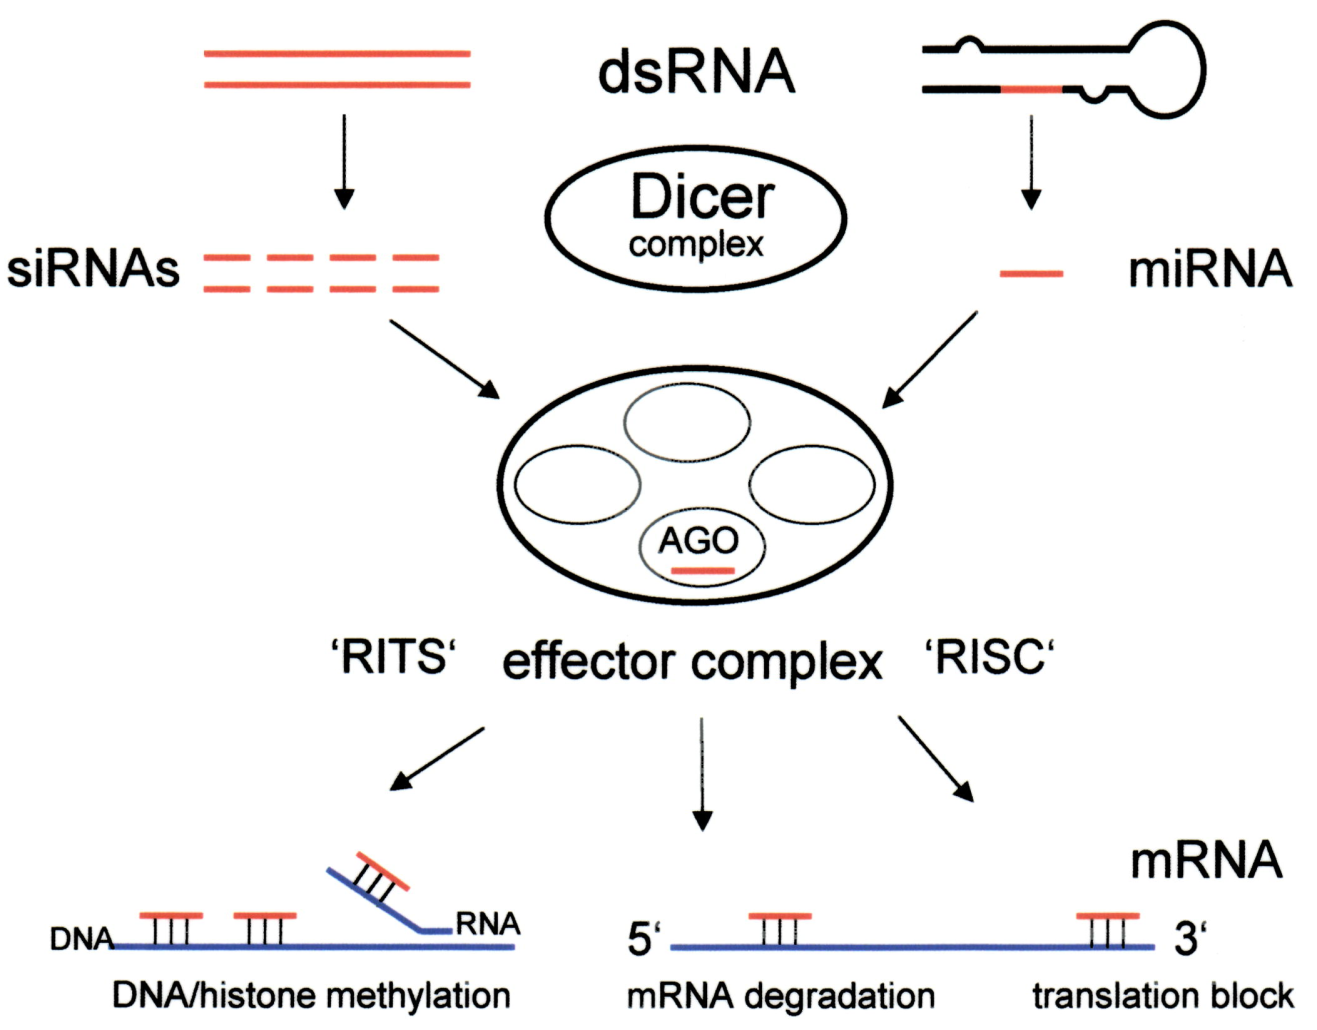 dsRNA
Dicer
complex
siRNAs
miRNA
AGO
‘RITS‘ effector complex ‘RISC‘
mRNA
DNA
RNA
5‘
3‘
DNA/histone methylation
mRNA degradation
translation block